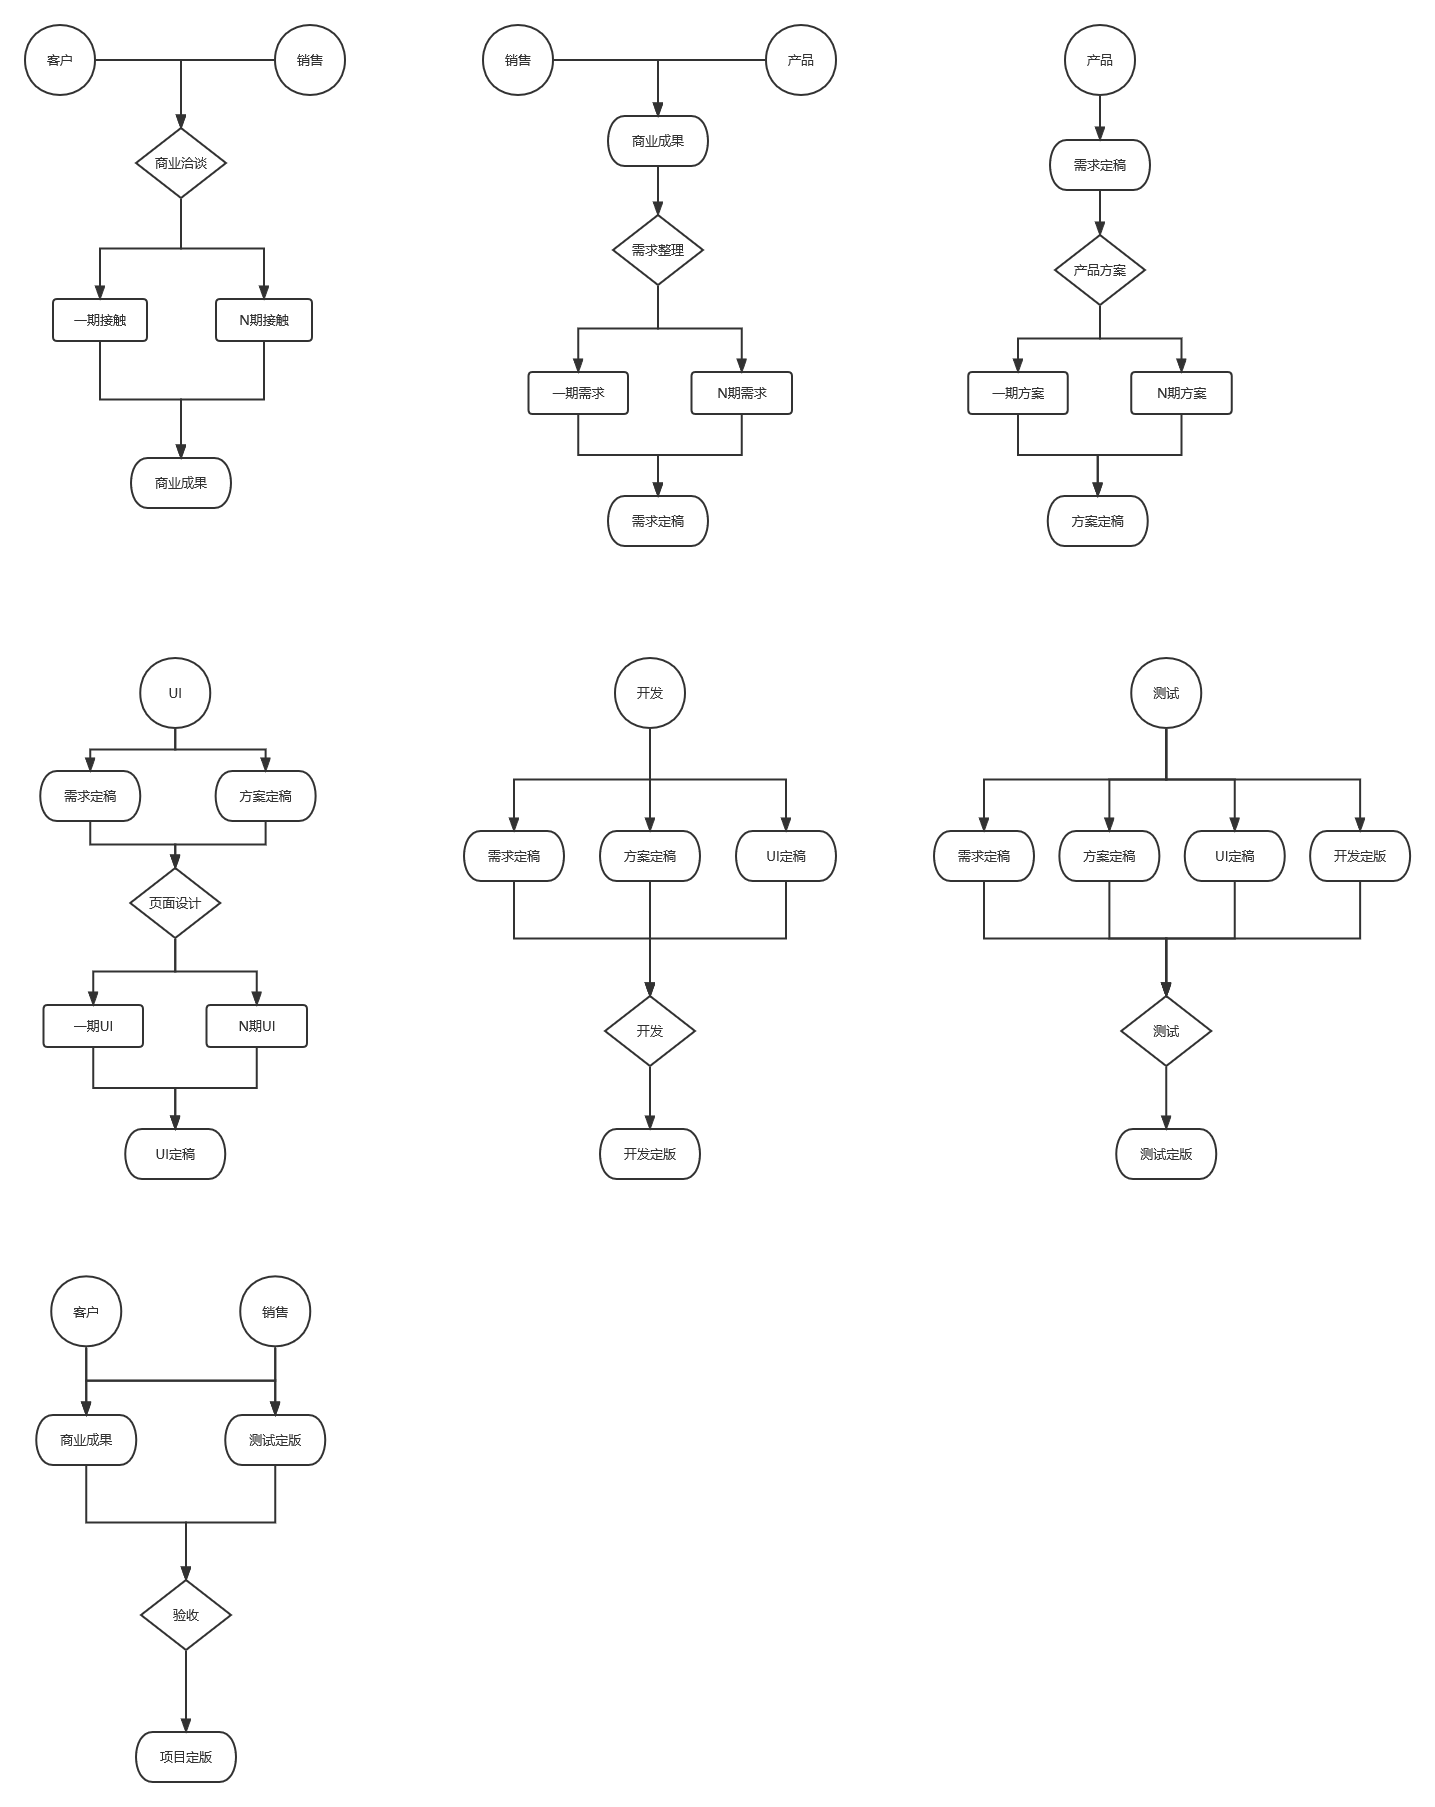 客户
销售
商业洽谈
一期接触
N期接触
商业成果
销售
产品
商业成果
需求整理
一期需求
N期需求
需求定稿
产品
需求定稿
产品方案
一期方案
N期方案
方案定稿
UI
需求定稿
方案定稿
页面设计
一期UI
N期UI
UI定稿
开发
需求定稿
方案定稿
UI定稿
开发
开发定版
测试
需求定稿
方案定稿
UI定稿
开发定版
测试
测试定版
客户
销售
商业成果
测试定版
验收
项目定版